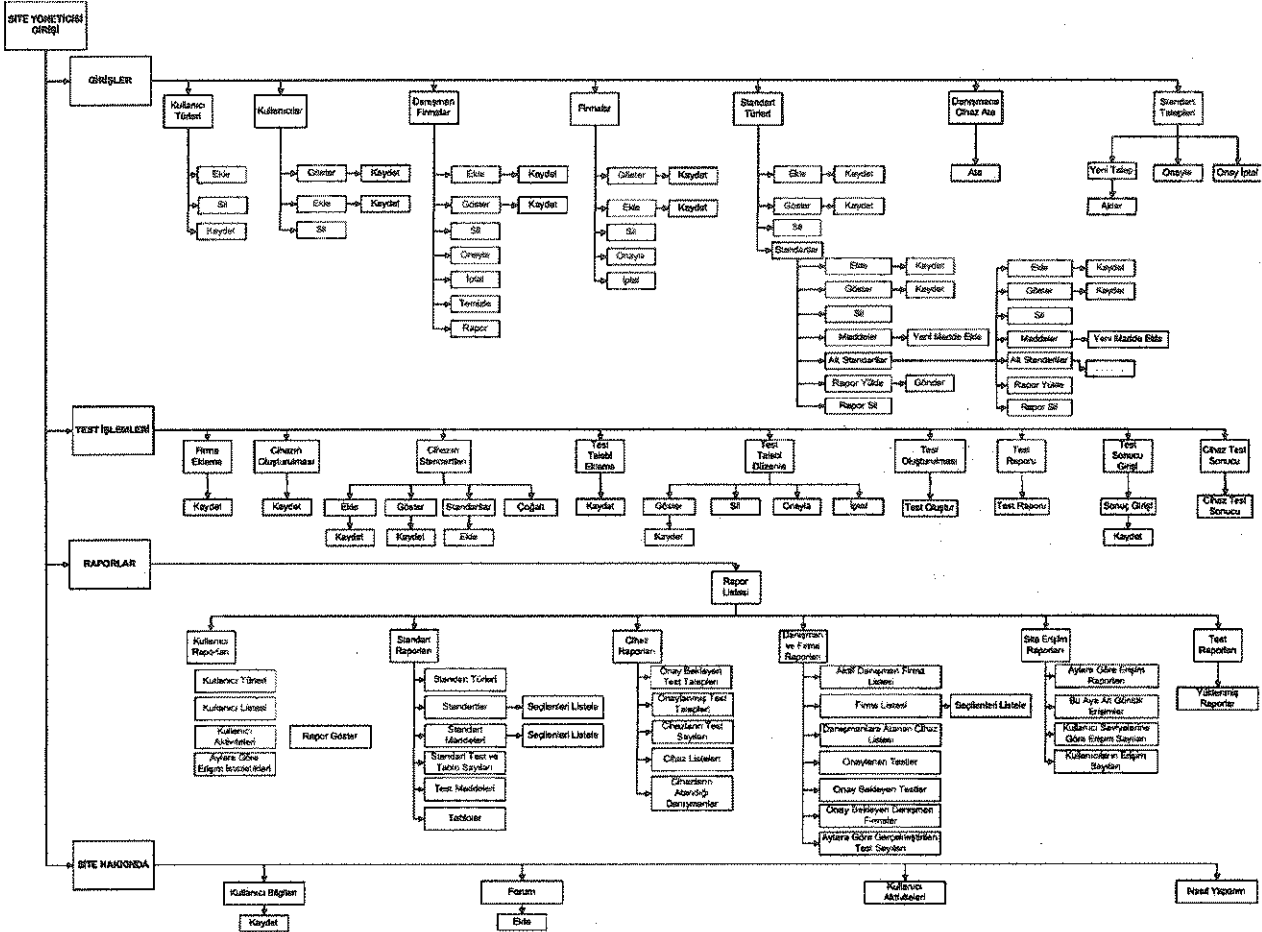 SİTE YÖNETİCİSİ
GİRİŞİ
GİRİŞLER
Kullanıcı
Türleri
Kullanıcılar
Danışman
Firmalar
Firmalar
Standart
Türleri
Danışmana
Cihaz Ata
Standart
Talepleri
Ekle
Sil
Kaydet
Göster
Kaydet
Ekle
Kaydet
Sil
Ekle
Kaydet
Göster
Kaydet
Sil
Onayla
İptal
Temizle
Rapor
Göster
Kaydet
Ekle
Kaydet
Sil
Onayla
İptal
Ekle
Kaydet
Göster
Kaydet
Sil
Standartlar
Ata
Yeni Talep
Onayla
Onay İptal
Aktar
Ekle
Kaydet
Göster
Kaydet
Sil
Maddeler
Yeni Madde Ekle
Alt Standartlar
Rapor Yükle
Gönder
Rapor Sil
Ekle
Kaydet
Göster
Kaydet
Sil
Maddeler
Yeni Madde Ekle
Alt Standartlar
.......
Rapor Yükle
Rapor Sil
TEST İŞLEMLERİ
Firma
Ekleme
Cihazın
Oluşturulması
Cihazın
Standartları
Test
Talebi
Ekleme
Test
Talebi
Düzenle
Test
Oluşturulması
Test
Raporu
Test
Sonucu
Girişi
Cihaz Test
Sonucu
Kaydet
Kaydet
Ekle
Göster
Standartlar
Çoğalt
Kaydet
Kaydet
Ekle
Kaydet
Göster
Sil
Onayla
İptal
Kaydet
Test Oluştur
Test Raporu
Sonuç Girişi
Kaydet
Cihaz Test
Sonucu
RAPORLAR
Rapor
Listesi
Kullanıcı
Raporları
Standart
Raporları
Cihaz
Raporları
Danışman
ve Firma
Raporları
Site Erişim
Raporları
Test
Raporları
Kullanıcı Türleri
Kullanıcı Listesi
Kullanıcı
Aktiviteleri
Aylara Göre
Erişim İstatistikleri
Rapor Göster
Standart Türleri
Standartlar
Seçilenleri Listele
Standart
Maddeleri
Seçilenleri Listele
Standart Test ve
Tablo Sayıları
Test Maddeleri
Tablolar
Onay Bekleyen
Test Talepleri
Onaylanmış Test
Talepleri
Cihazların Test
Sayıları
Cihaz Listeleri
Cihazların
Atandığı
Danışmanlar
Aktif Danışman Firma
Listesi
Firma Listesi
Seçilenleri Listele
Danışmanlara Atanan Cihaz
Listesi
Onaylanan Testler
Onay Bekleyen Testler
Onay Bekleyen Danışman
Firmalar
Aylara Göre Gerçekleştirilen
Test Sayıları
Aylara Göre Erişim
Raporları
Bu Aya Ait Günlük
Erişimler
Kullanıcı Seviyelerine
Göre Erişim Sayıları
Kullanıcıların Erişim
Sayıları
Yüklenmiş
Raporlar
SİTE HAKKINDA
Kullanıcı Bilgileri
Kaydet
Forum
Ekle
Kullanıcı
Aktiviteleri
Nasıl Yaparım